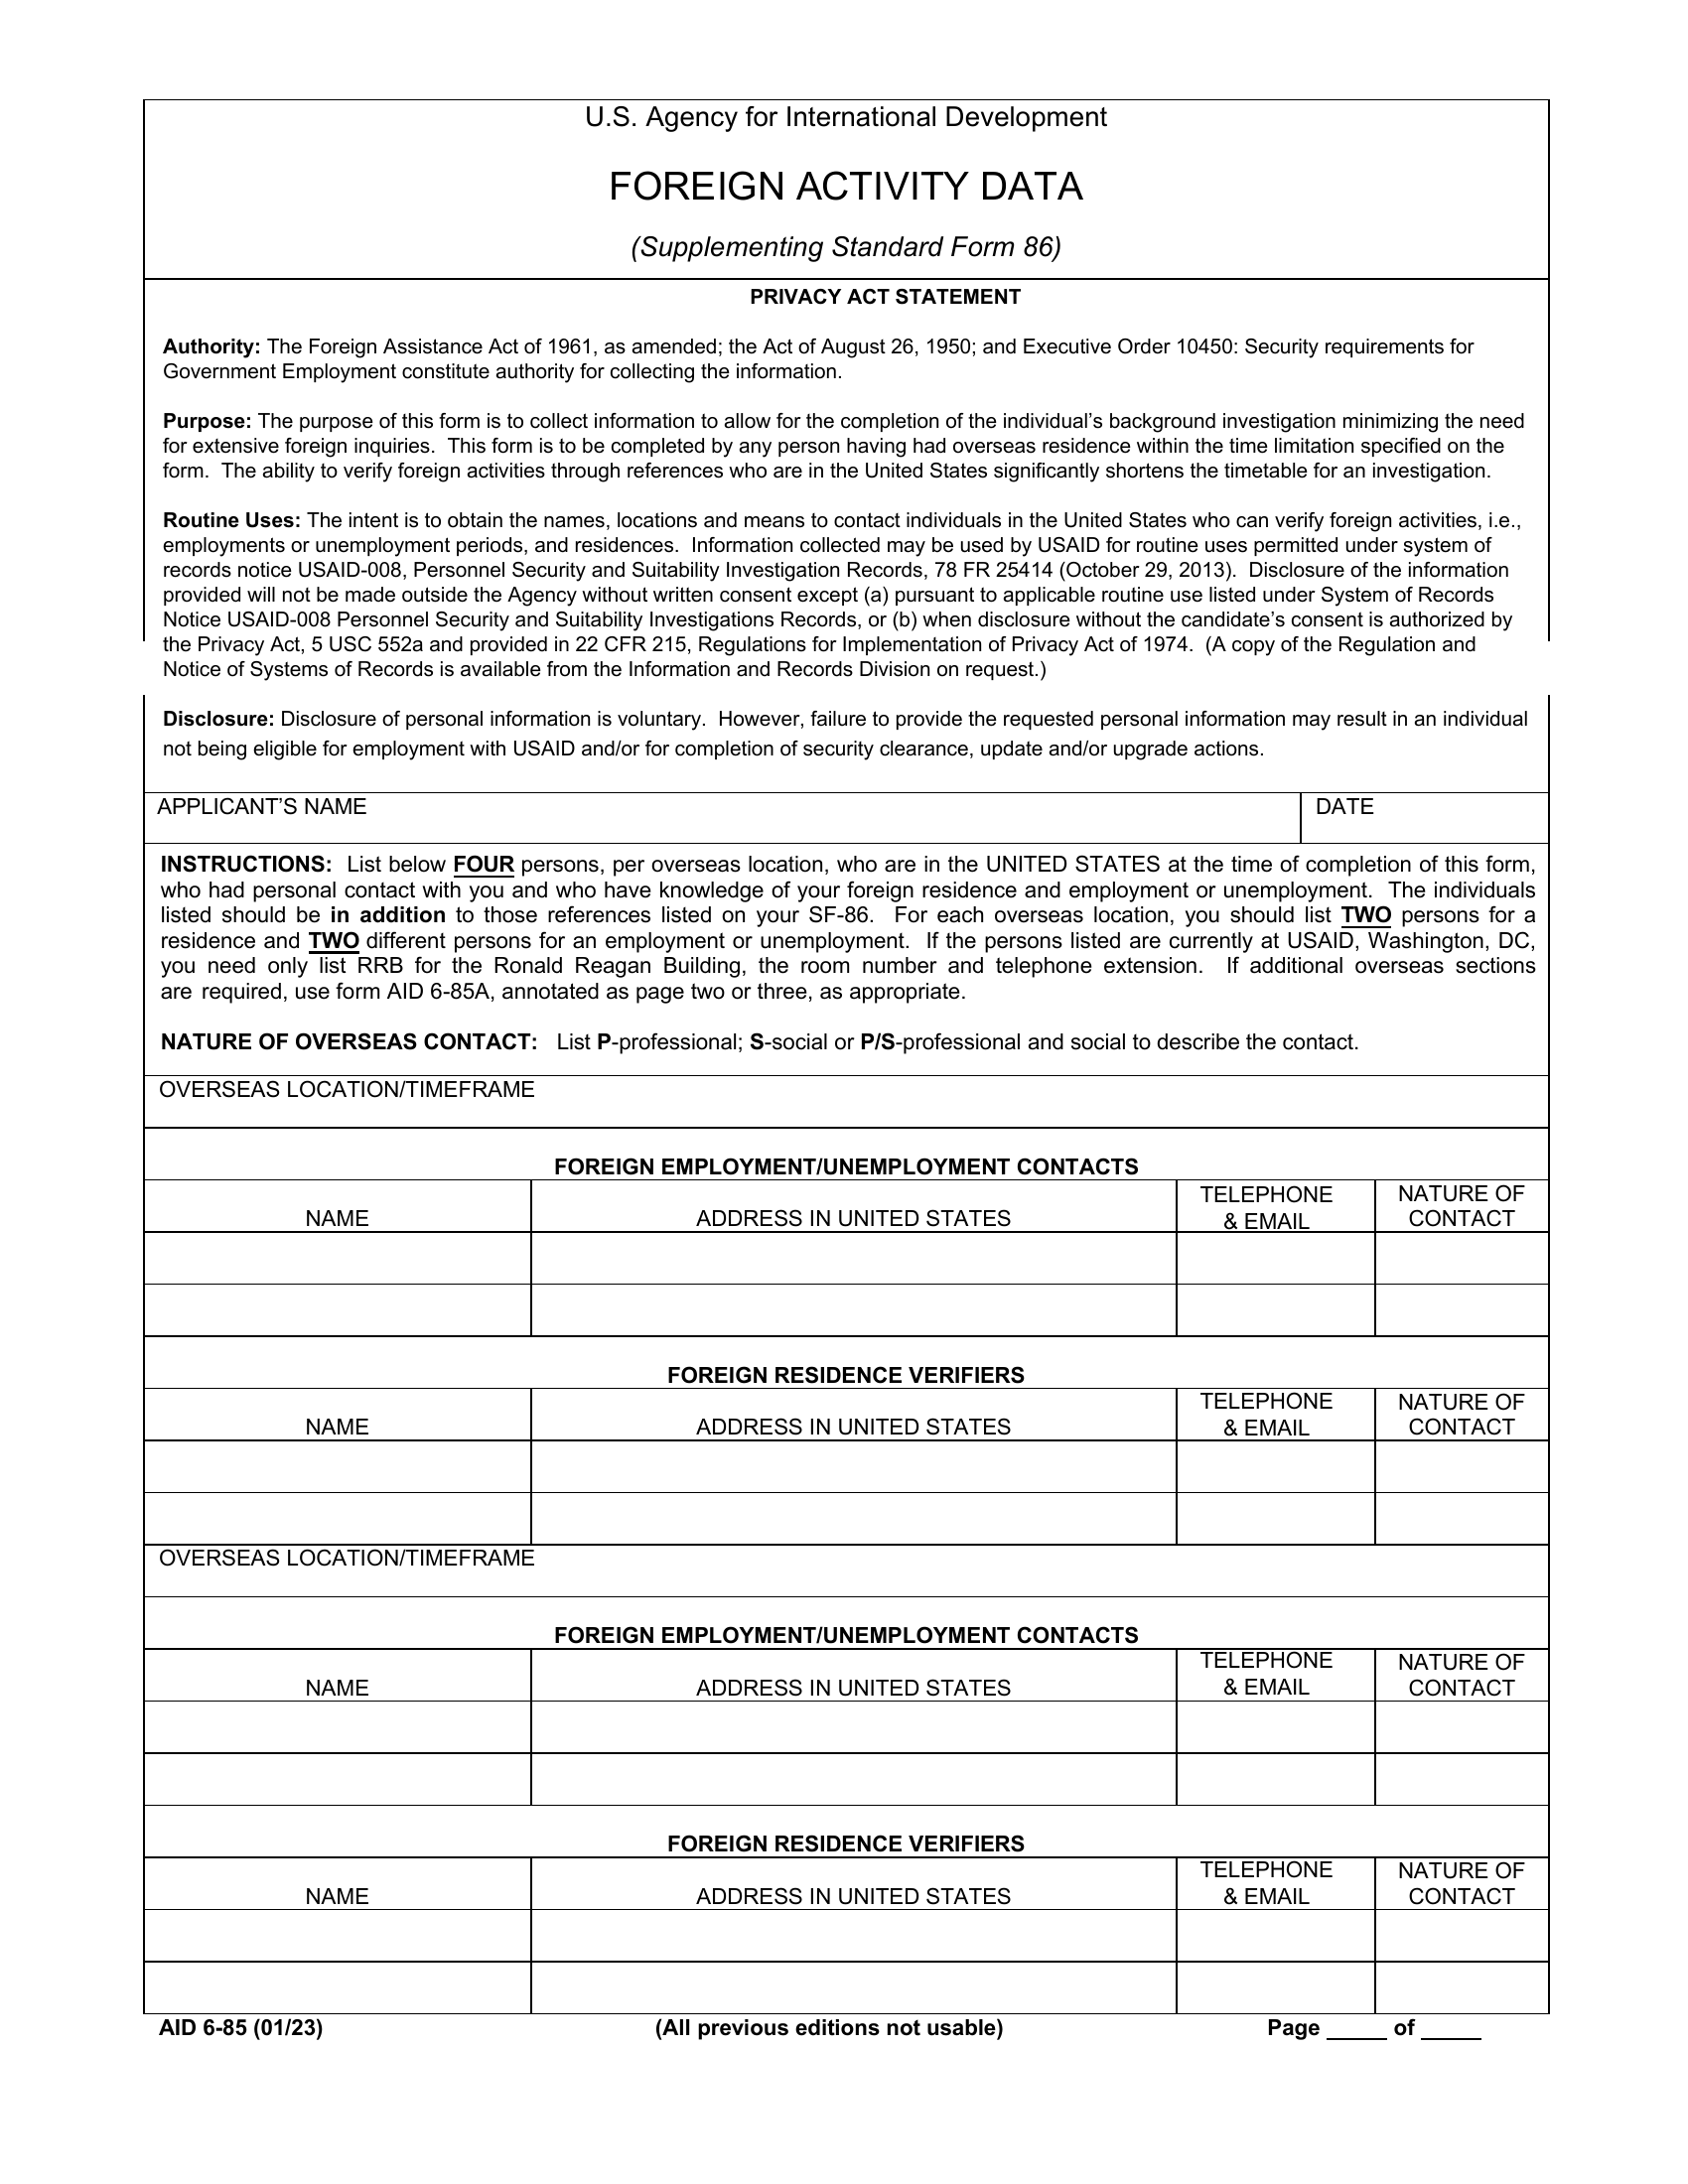 U.S. Agency for International Development
FOREIGN ACTIVITY DATA
(Supplementing Standard Form 86)
PRIVACY ACT STATEMENT
Authority: The Foreign Assistance Act of 1961, as amended; the Act of August 26, 1950; and Executive Order 10450: Security requirements for
Government Employment constitute authority for collecting the information.
Purpose: The purpose of this form is to collect information to allow for the completion of the individual’s background investigation minimizing the need
for extensive foreign inquiries. This form is to be completed by any person having had overseas residence within the time limitation specified on the
form. The ability to verify foreign activities through references who are in the United States significantly shortens the timetable for an investigation.
Routine Uses: The intent is to obtain the names, locations and means to contact individuals in the United States who can verify foreign activities, i.e.,
employments or unemployment periods, and residences. Information collected may be used by USAID for routine uses permitted under system of
records notice USAID-008, Personnel Security and Suitability Investigation Records, 78 FR 25414 (October 29, 2013). Disclosure of the information
provided will not be made outside the Agency without written consent except (a) pursuant to applicable routine use listed under System of Records
Notice USAID-008 Personnel Security and Suitability Investigations Records, or (b) when disclosure without the candidate’s consent is authorized by
the Privacy Act, 5 USC 552a and provided in 22 CFR 215, Regulations for Implementation of Privacy Act of 1974. (A copy of the Regulation and
Notice of Systems of Records is available from the Information and Records Division on request.)
Disclosure: Disclosure of personal information is voluntary. However, failure to provide the requested personal information may result in an individual
not being eligible for employment with USAID and/or for completion of security clearance, update and/or upgrade actions.
APPLICANT’S NAME DATE
INSTRUCTIONS: List below FOUR persons, per overseas location, who are in the UNITED STATES at the time of completion of this form,
who had personal contact with you and who have knowledge of your foreign residence and employment or unemployment. The individuals
listed should be in addition to those references listed on your SF-86. For each overseas location, you should list TWO persons for a
residence and TWO different persons for an employment or unemployment. If the persons listed are currently at USAID, Washington, DC,
you need only list RRB for the Ronald Reagan Building, the room number and telephone extension. If additional overseas sections
are required, use form AID 6-85A, annotated as page two or three, as appropriate.
NATURE OF OVERSEAS CONTACT: List P-professional; S-social or P/S-professional and social to describe the contact.
OVERSEAS LOCATION/TIMEFRAME
FOREIGN EMPLOYMENT/UNEMPLOYMENT CONTACTS
NAME ADDRESS IN UNITED STATES TELEPHONE NATURE OF
& EMAIL CONTACT
FOREIGN RESIDENCE VERIFIERS
NAME ADDRESS IN UNITED STATES TELEPHONE NATURE OF
& EMAIL CONTACT
OVERSEAS LOCATION/TIMEFRAME
FOREIGN EMPLOYMENT/UNEMPLOYMENT CONTACTS
NAME ADDRESS IN UNITED STATES TELEPHONE NATURE OF
& EMAIL CONTACT
FOREIGN RESIDENCE VERIFIERS
NAME ADDRESS IN UNITED STATES TELEPHONE NATURE OF
& EMAIL CONTACT
AID 6-85 (01/23) (All previous editions not usable) Page _____ of _____